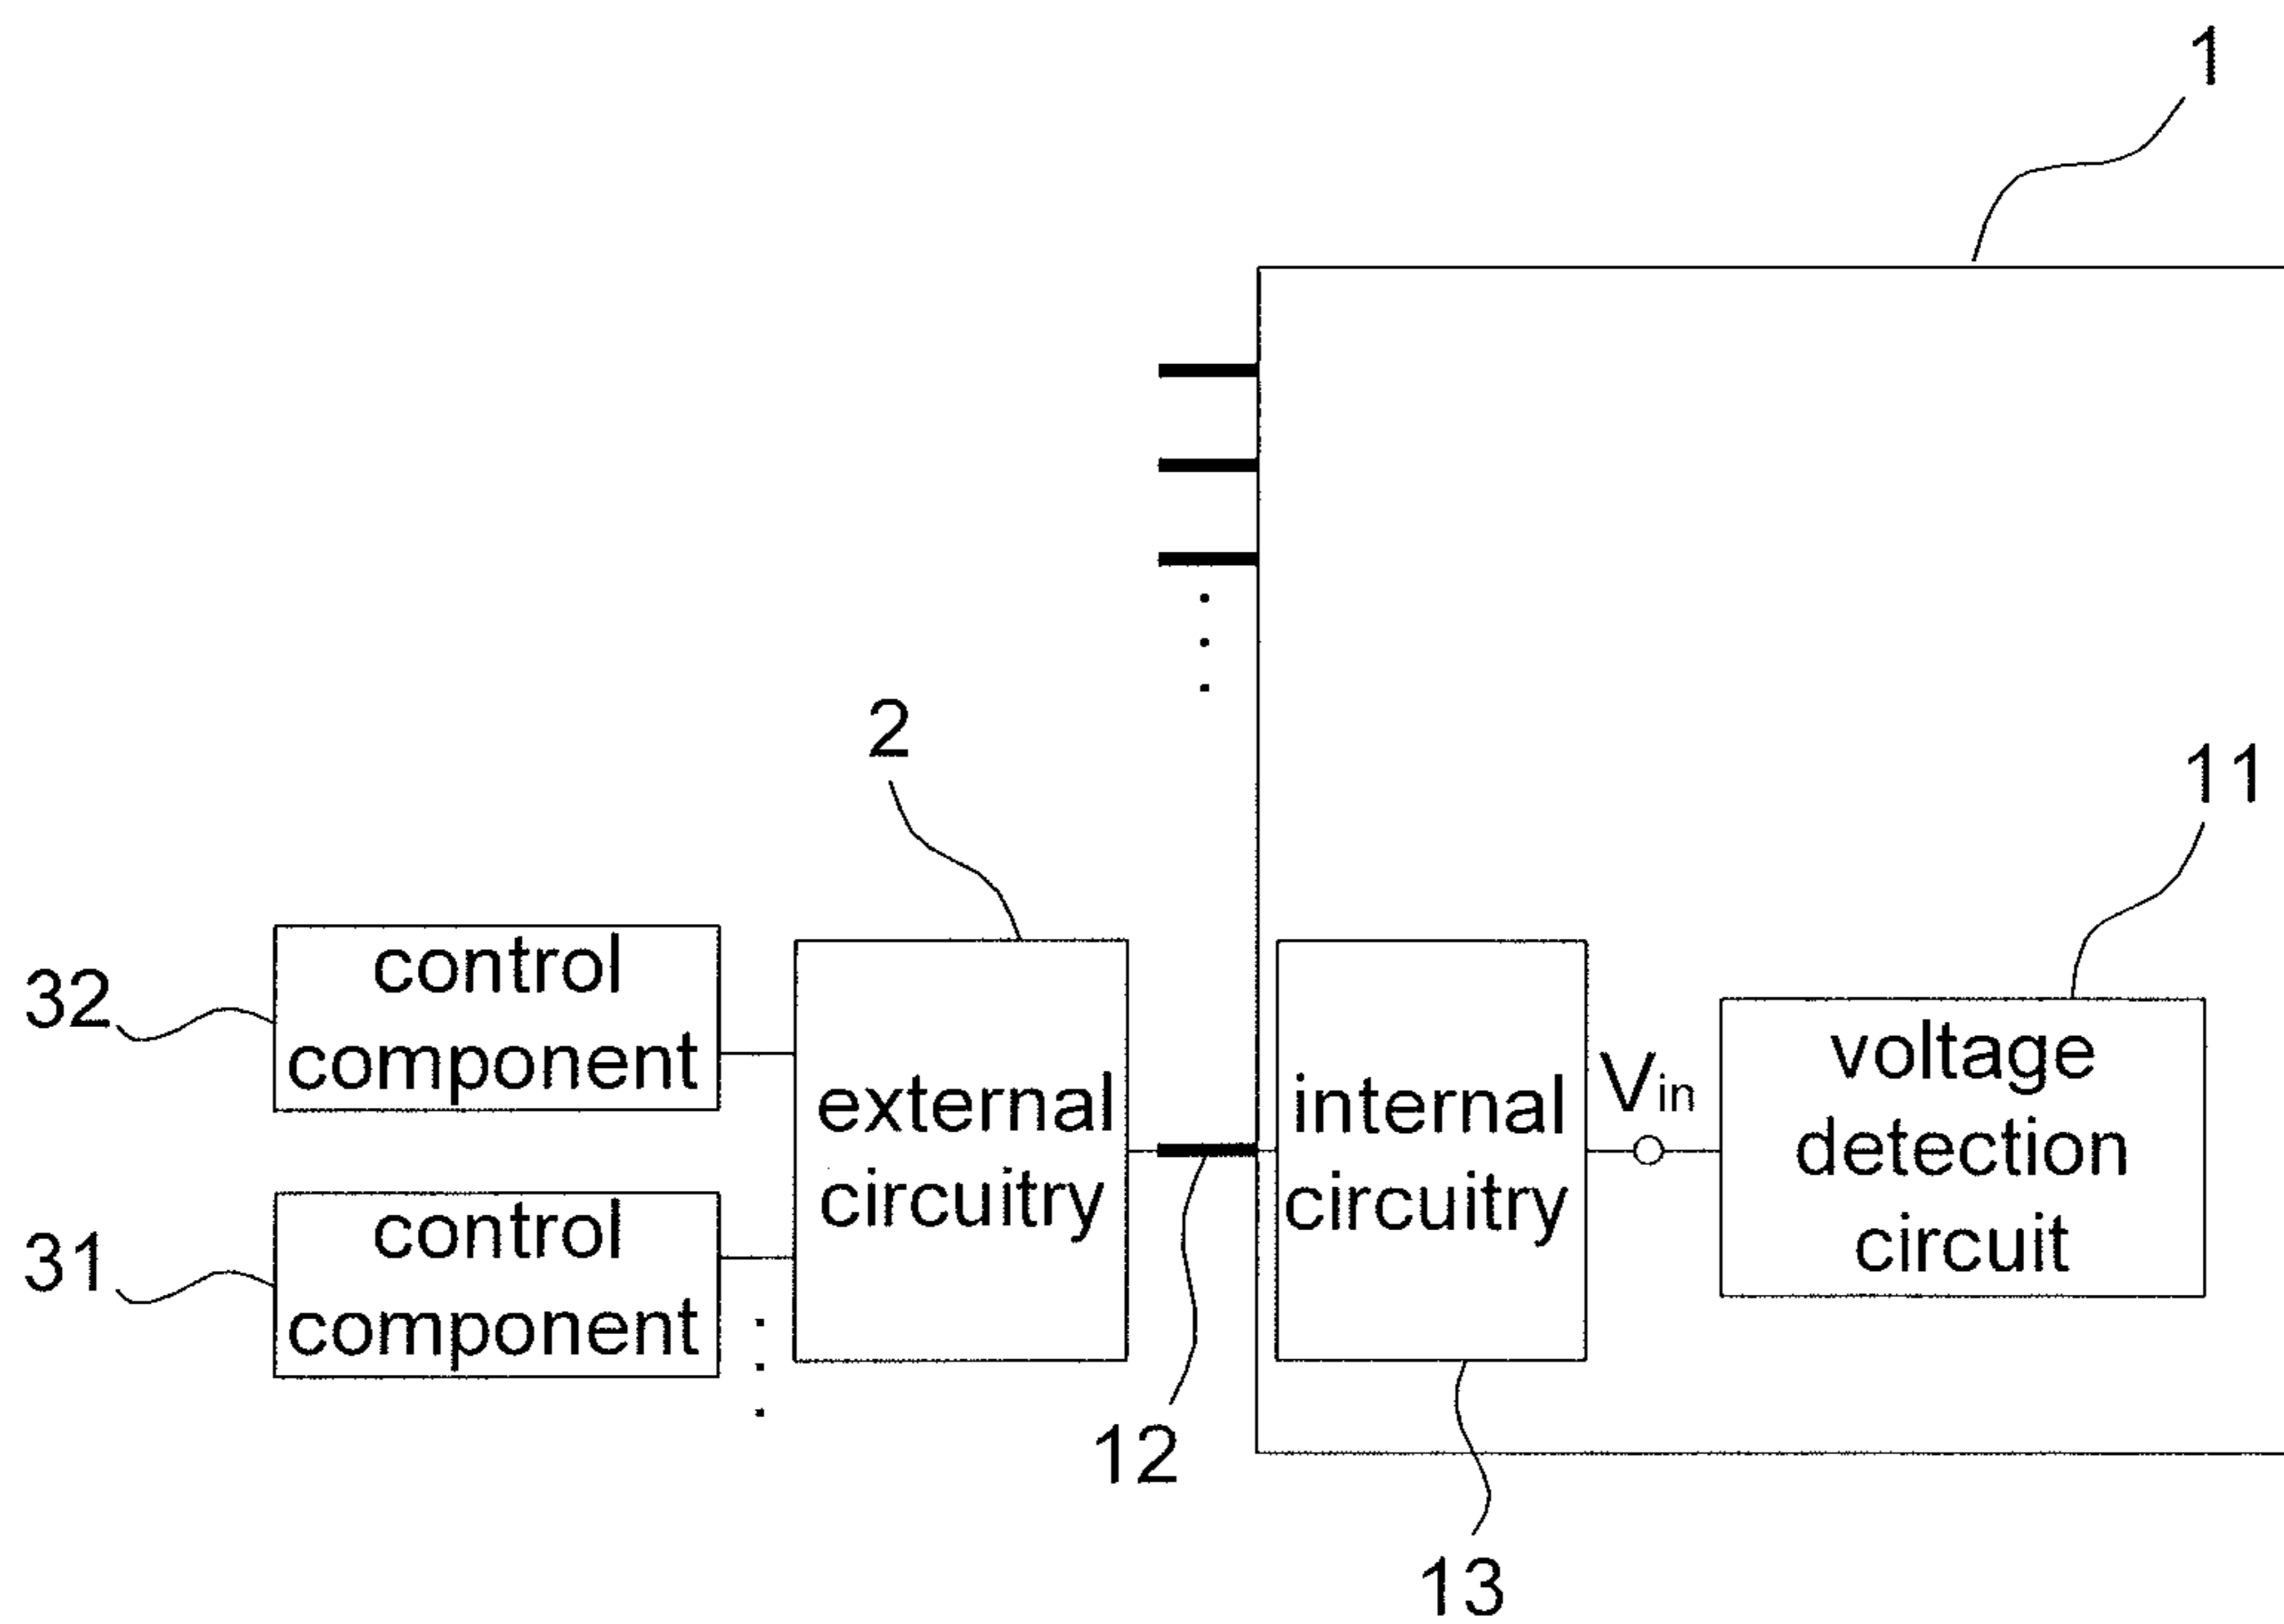 1
2
11
32
control
component
external
circuitry
internal
circuitry
Vin
voltage
detection
circuit
31
control
component
12
13